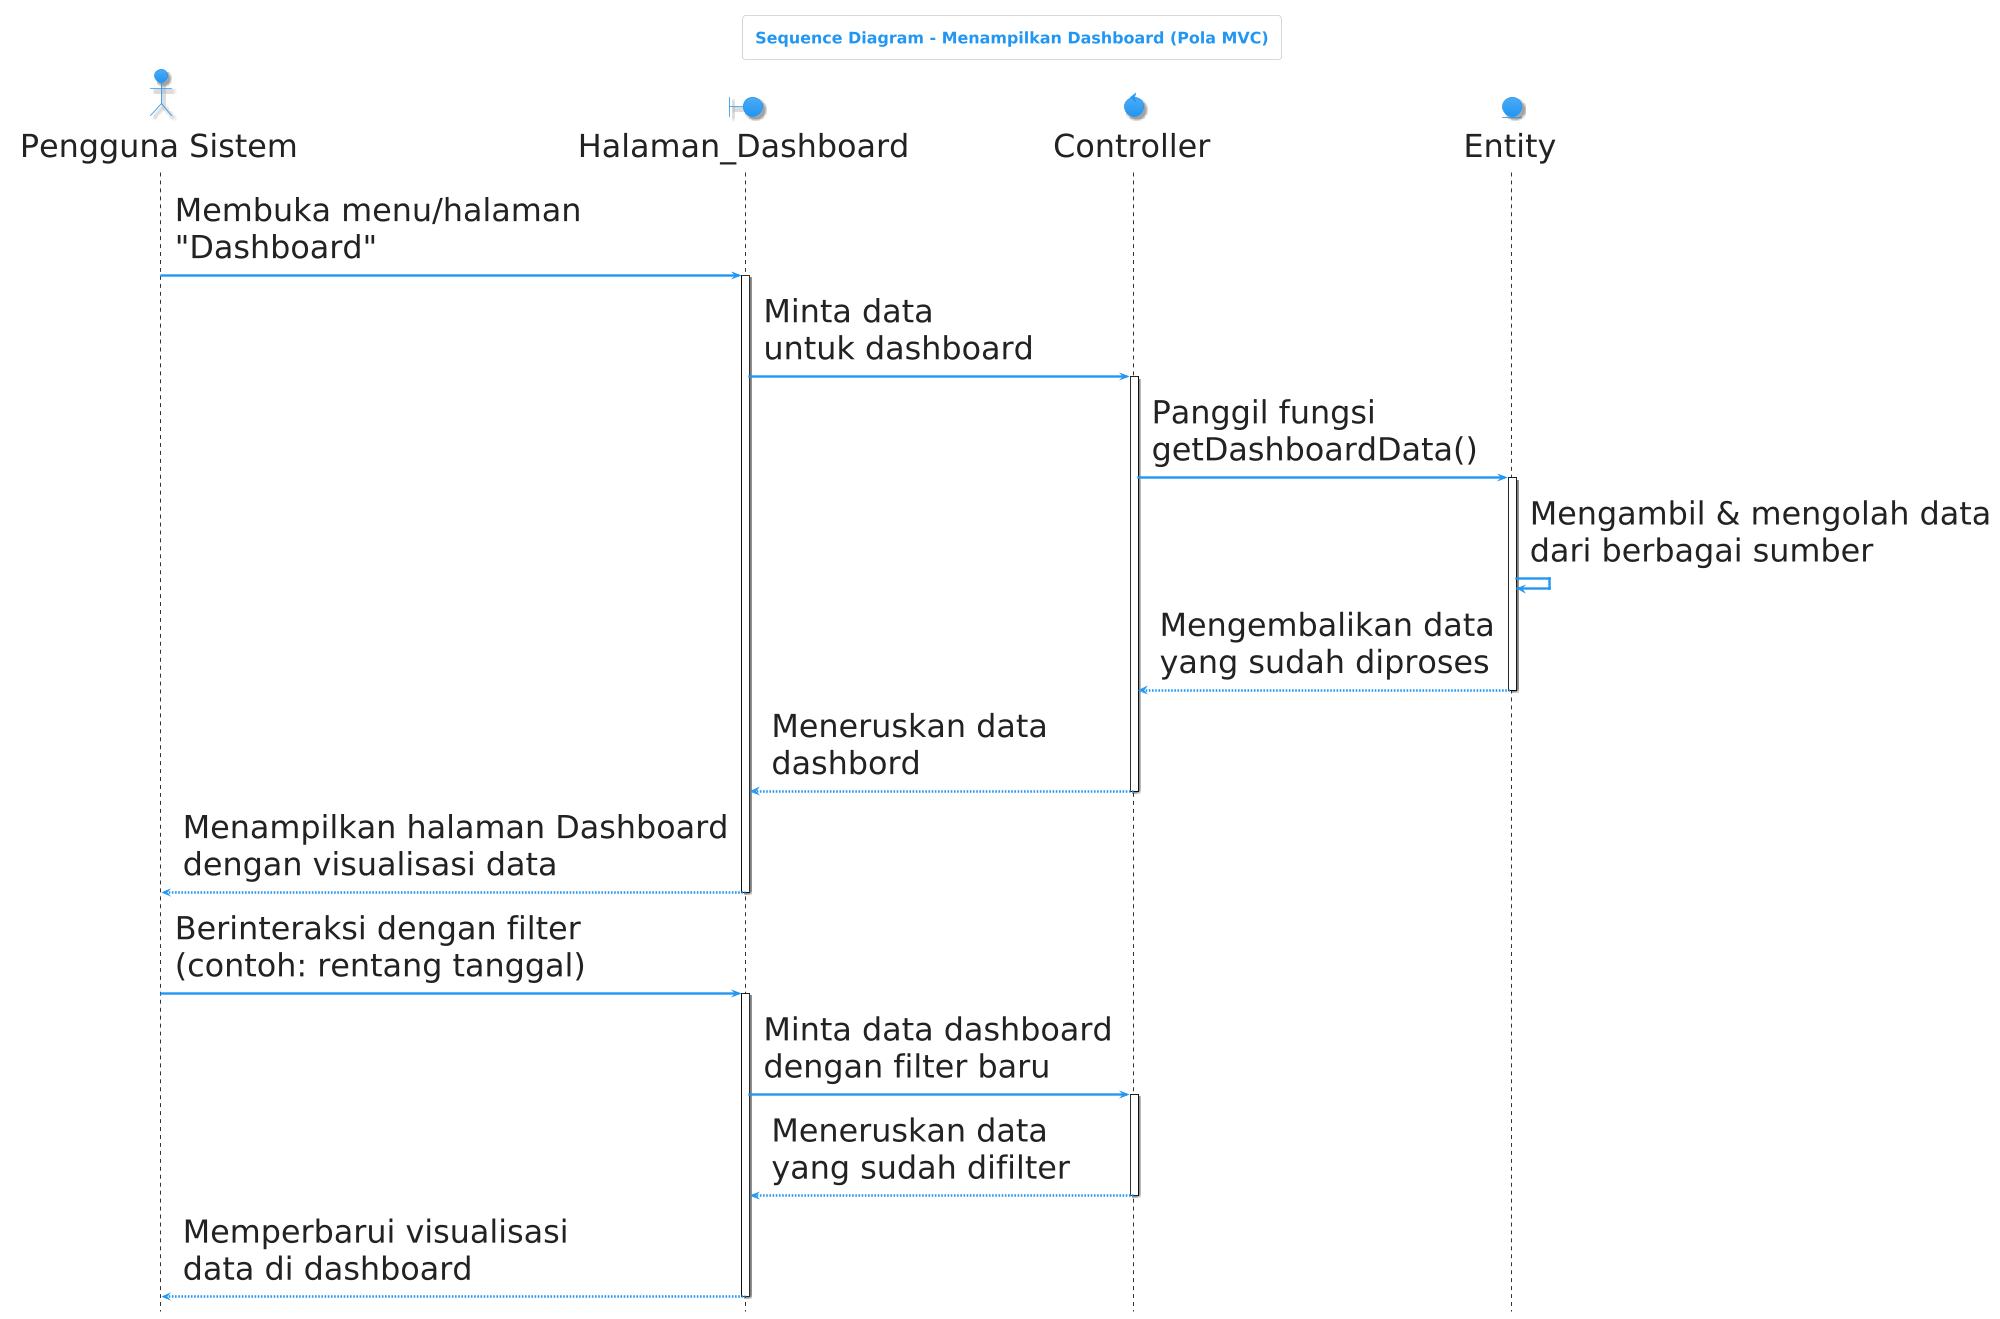 Sequence Diagram - Menampilkan Dashboard (Pola MVC)
Pengguna Sistem
Halaman_Dashboard
Controller
Entity
Membuka menu/halaman
"Dashboard"
Minta data
untuk dashboard
Panggil fungsi
getDashboardData()
Mengambil & mengolah data
dari berbagai sumber
Mengembalikan data
yang sudah diproses
Meneruskan data
dashbord
Menampilkan halaman Dashboard
dengan visualisasi data
Berinteraksi dengan filter
(contoh: rentang tanggal)
Minta data dashboard
dengan filter baru
Meneruskan data
yang sudah difilter
Memperbarui visualisasi
data di dashboard